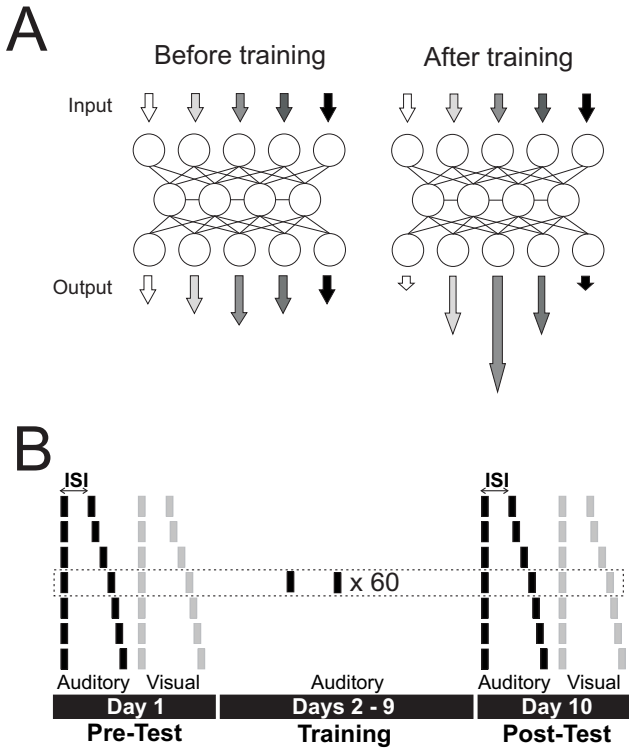 A
Before training
After training
Input
Output
B
ISI
ISI
x 60
Auditory Visual
Auditory
Auditory Visual
Day 1
Days 2 - 9
Day 10
Pre-Test
Training
Post-Test